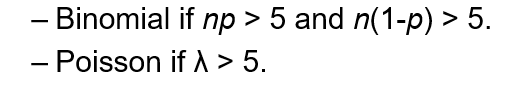 – Binomial if np > 5 and n(1-p) > 5.
– Poisson if λ > 5.